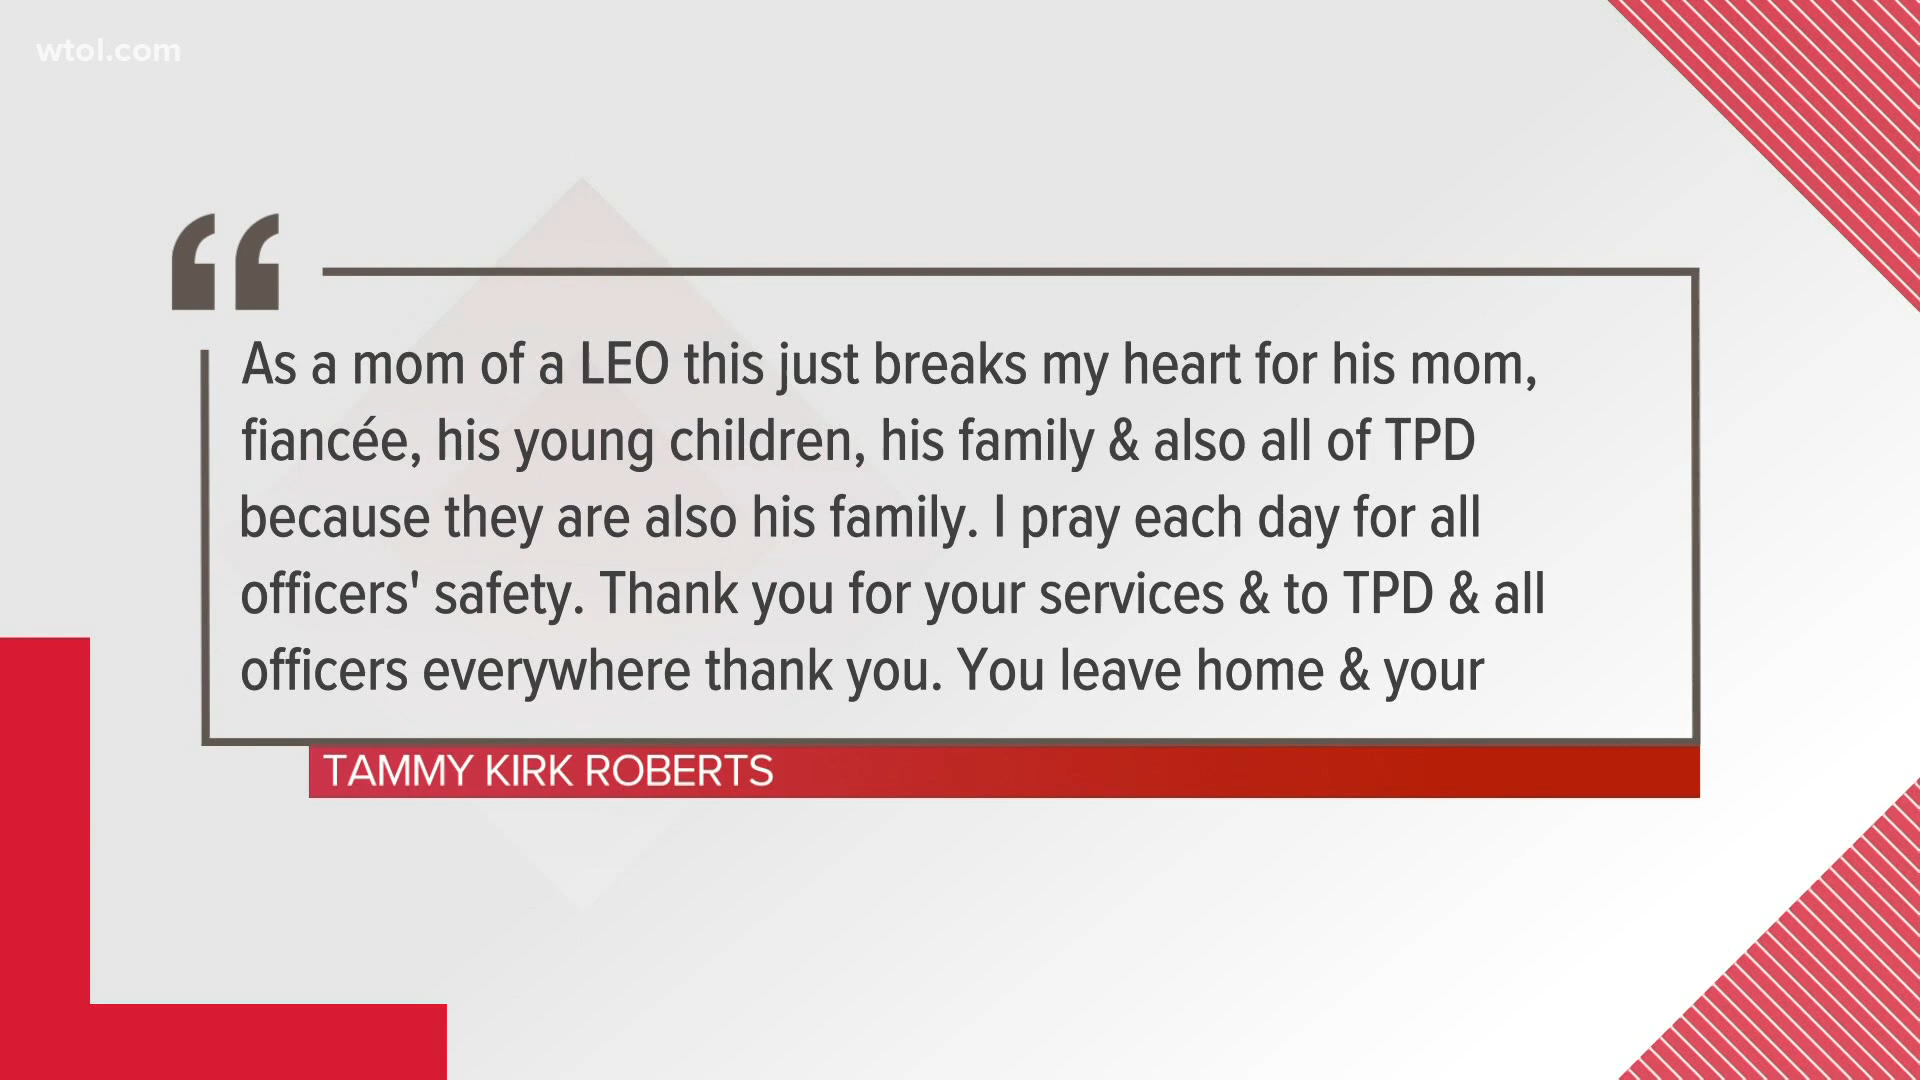 wtol.com
“
As a mom of a LEO this just breaks my heart for his mom,
fiancée, his young children, his family & also all of TPD
because they are also his family. I pray each day for all
officers' safety. Thank you for your services & to TPD & all
officers everywhere thank you. You leave home & your
TAMMY KIRK ROBERTS